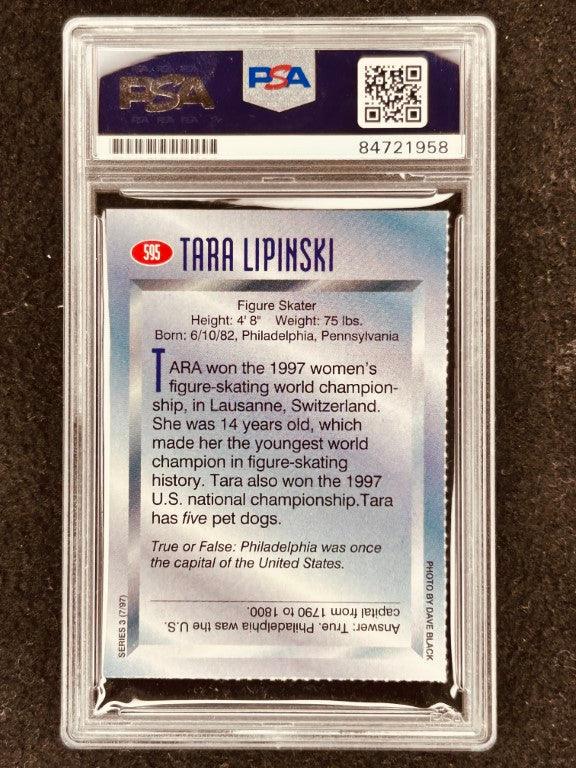 PSA
PSA
PSA PSA PSA
84721958
595 TARA LIPINSKI
Figure Skater
Height: 4' 8" Weight: 75 lbs.
Born: 6/10/82, Philadelphia, Pennsylvania
TARA won the 1997 women's
figure-skating world champion-
ship, in Lausanne, Switzerland.
She was 14 years old, which
made her the youngest world
champion in figure-skating
history. Tara also won the 1997
U.S. national championship.Tara
has five pet dogs.
True or False: Philadelphia was once
the capital of the United States.
Answer: True. Philadelphia was the U.S.
capital from 1790 to 1800.
SERIES 3 (7/97)
PHOTO BY DAVE BLACK
PSA